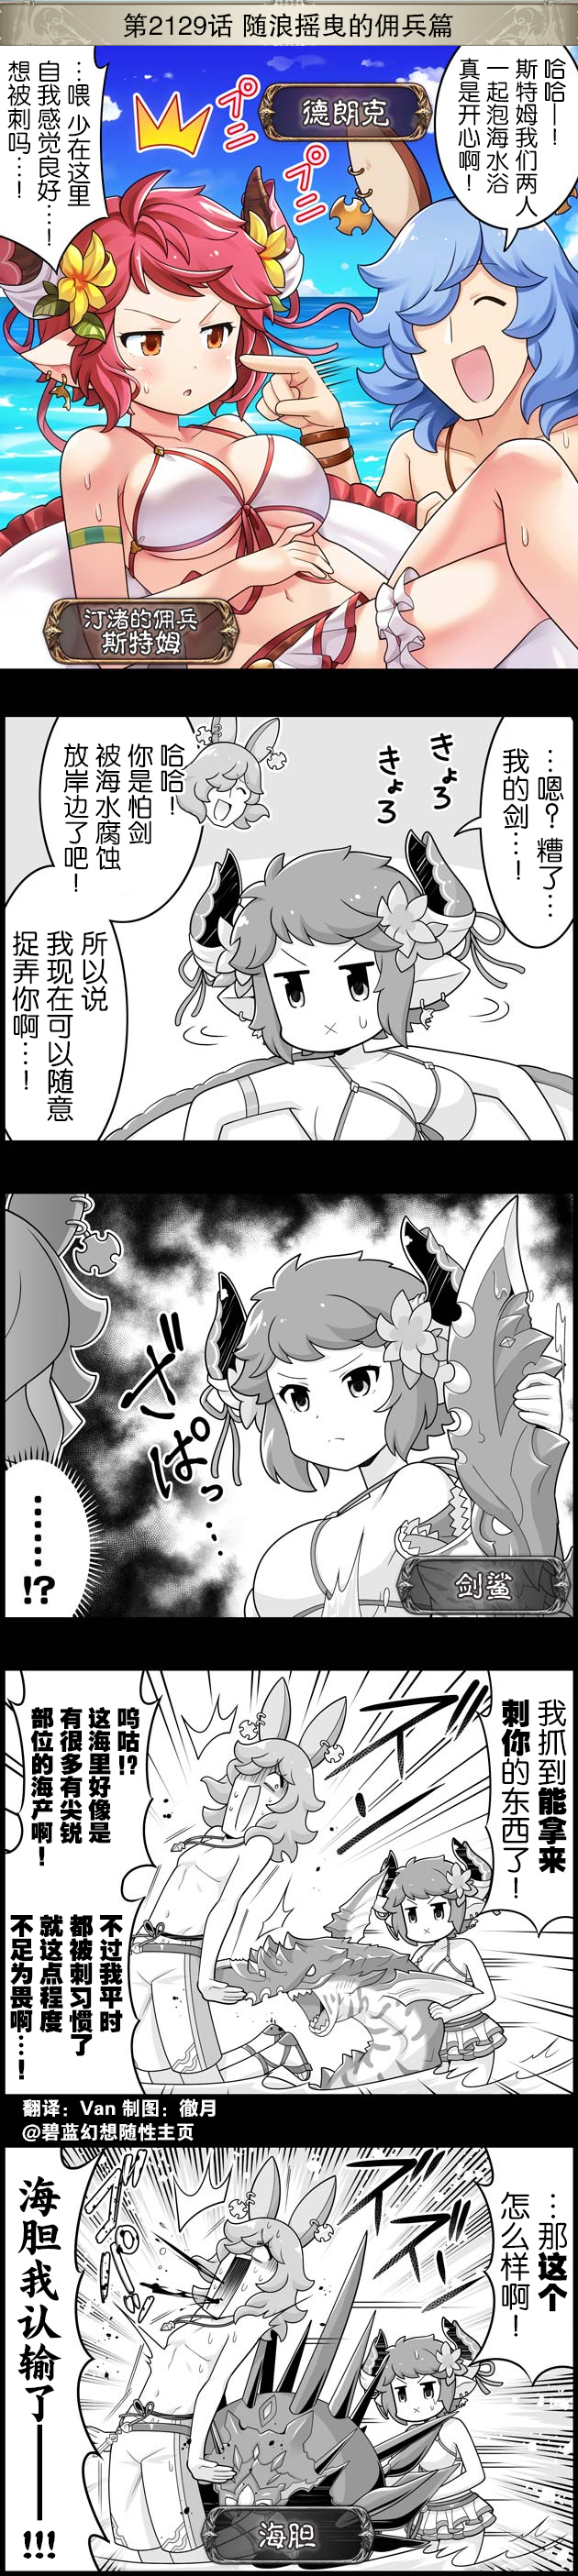 第2129话 随浪摇曳的佣兵篇
哈哈—！
斯特姆我们两人
一起泡海水浴
真是开心啊！
德朗克
プニ
プニ
…喂 少在这里
自我感觉良好…！
想被刺吗…！
汀渚的佣兵
斯特姆
…嗯？糟了…
我的剑…！
きょろ
きょろ
哈哈！
你是怕剑
被海水腐蚀
放岸边了吧！
所以说
我现在可以随意
捉弄你啊…！
ざ
ぱっ…
……!?
剑鲨
我抓到能拿来
刺你的东西了！
ズブッ
呜咕!?
这海里好像是
有很多有尖锐
部位的海产啊！
不过我平时
都被刺习惯了
就这点程度
不足为畏啊…！
翻译：Van 制图：徹月
@碧蓝幻想随性主页
…那这个
怎么样啊！
ズブッ
海胆我认输了——!!!
海胆